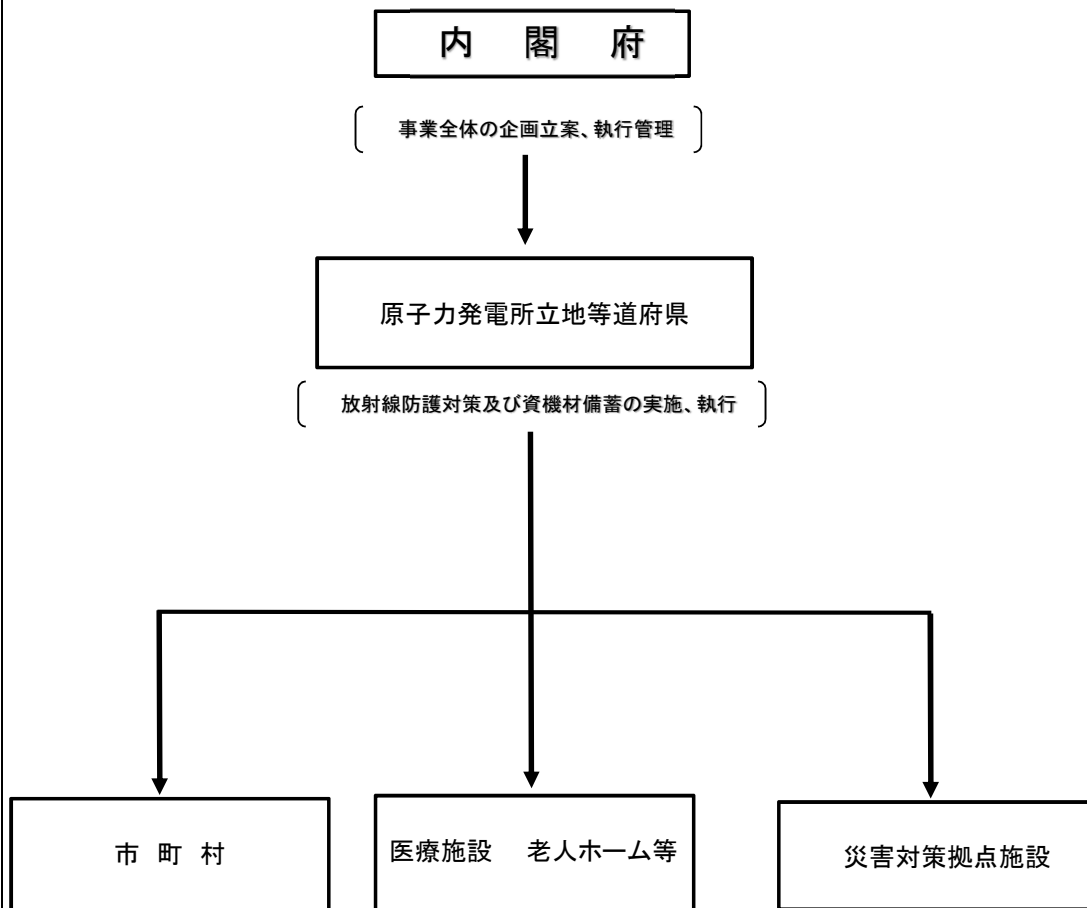 内 閣 府
事業全体の企画立案、執行管理
原子力発電所立地等道府県
放射線防護対策及び資機材備蓄の実施、執行
市 町 村
医療施設 老人ホーム等
災害対策拠点施設